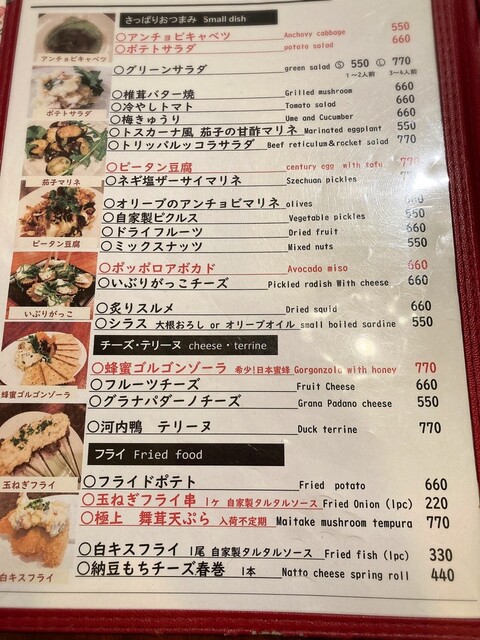 さっぱりおつまみ Small dish
アンチョビキャベツ
○アンチョビキャベツ Anchovy cabbage 550
○ポテトサラダ potato salad 660
○グリーンサラダ green salad Ⓢ 550 Ⓛ 770
1～2人前 3～4人前
ポテトサラダ
○椎茸バター焼 Grilled mushroom 660
○冷やしトマト Tomato salad 660
○梅きゅうり Ume and Cucumber 660
○トスカーナ風 茄子の甘酢マリネ Marinated eggplant 550
○トリッパルッコラサラダ Beef reticulum&rocket salad 770
茄子マリネ
○ピータン豆腐 century egg with tofu 770
○ネギ塩ザーサイマリネ Szechuan pickles
○オリーブのアンチョビマリネ olives
○自家製ピクルス Vegetable pickles 550
○ドライフルーツ Dried fruit 660
○ミックスナッツ Mixed nuts 550
ピータン豆腐
○ポッポロアボカド Avocado miso 660
○いぶりがっこチーズ Pickled radish With cheese 660
いぶりがっこ
○炙りスルメ Dried squid 660
○シラス 大根おろし or オリーブオイル small boiled sardine 550
チーズ・テリーヌ cheese・terrine
○蜂蜜ゴルゴンゾーラ 希少!日本蜜蜂 Gorgonzola with honey 770
○フルーツチーズ Fruit Cheese 660
○グラナパダーノチーズ Grana Padano cheese 550
蜂蜜ゴルゴンゾーラ
○河内鴨 テリーヌ Duck terrine 770
フライ Fried food
○フライドポテト Fried potato 660
玉ねぎフライ
○玉ねぎフライ串 1ヶ 自家製タルタルソース Fried Onion (1pc) 220
○極上 舞茸天ぷら 入荷不定期 Maitake mushroom tempura 770
○白キスフライ 1尾 自家製タルタルソース Fried fish (1pc) 330
○納豆もちチーズ春巻 1本 Natto cheese spring roll 440
白キスフライ